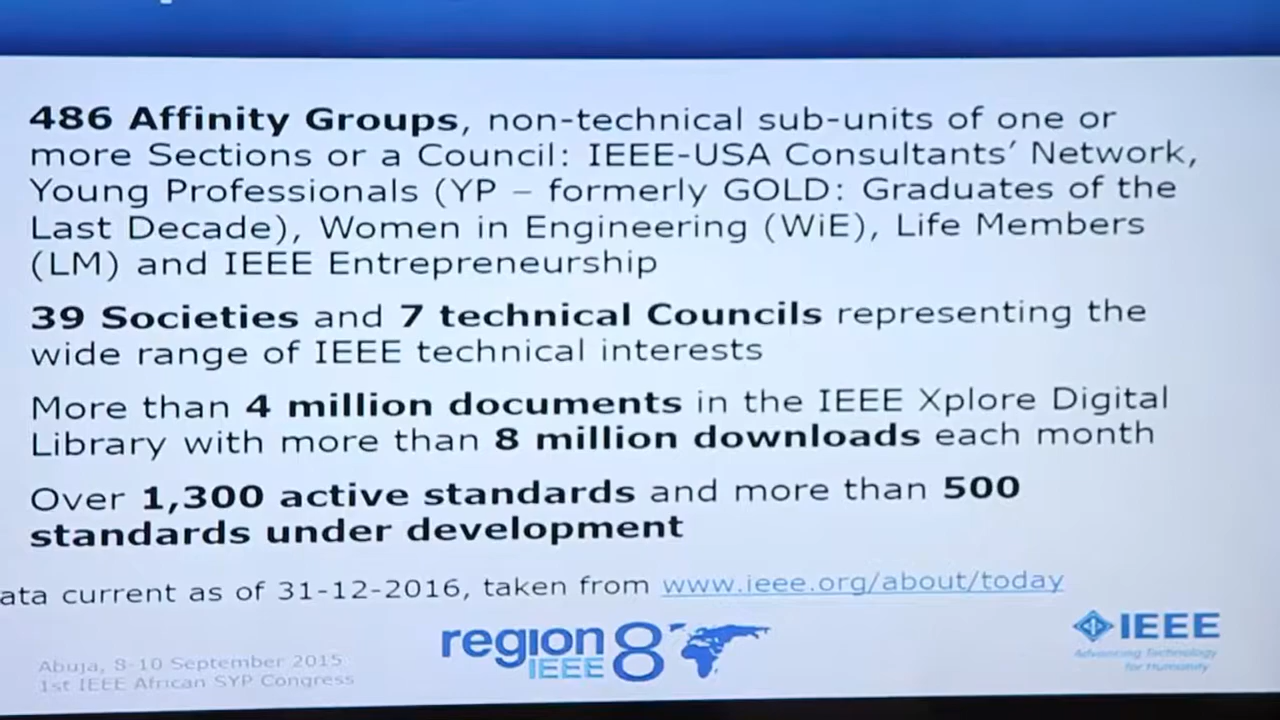 486 Affinity Groups, non-technical sub-units of one or
more Sections or a Council: IEEE-USA Consultants’ Network,
Young Professionals (YP – formerly GOLD: Graduates of the
Last Decade), Women in Engineering (WiE), Life Members
(LM) and IEEE Entrepreneurship
39 Societies and 7 technical Councils representing the
wide range of IEEE technical interests
More than 4 million documents in the IEEE Xplore Digital
Library with more than 8 million downloads each month
Over 1,300 active standards and more than 500
standards under development
ata current as of 31-12-2016, taken from www.ieee.org/about/today
Abuja, 8-10 September 2015
1st IEEE African SYP Congress
region 8
IEEE
IEEE
Advancing Technology
for Humanity